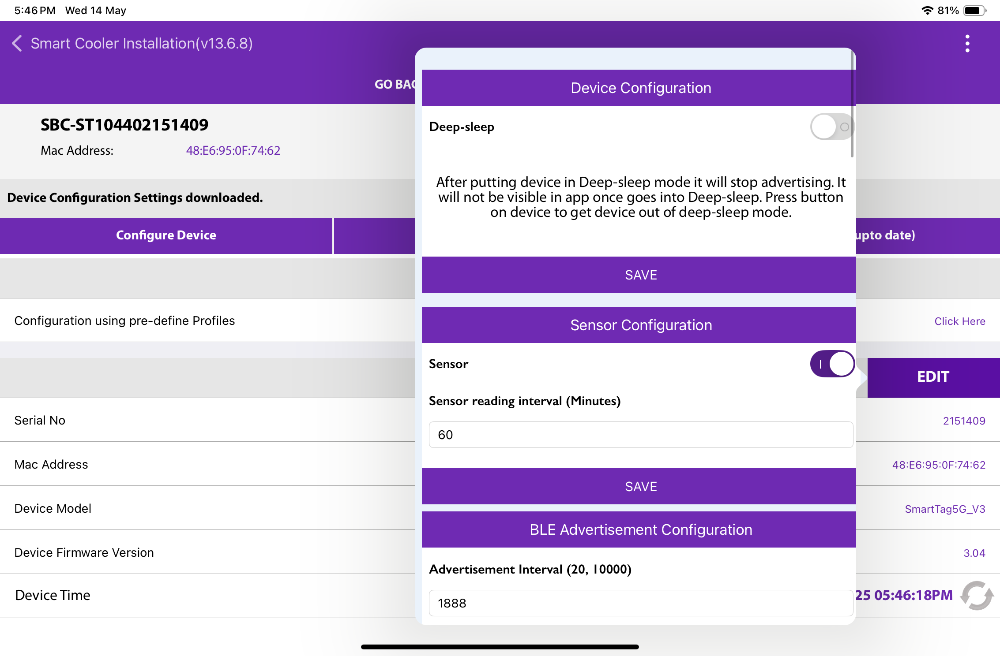 5:46 PM Wed 14 May
81%
Smart Cooler Installation(v13.6.8)
GO BAC
SBC-ST104402151409
Mac Address: 48:E6:95:0F:74:62
Device Configuration Settings downloaded.
Configure Device
upto date)
Configuration using pre-define Profiles
Click Here
EDIT
Serial No
2151409
Mac Address
48:E6:95:0F:74:62
Device Model
SmartTag5G_V3
Device Firmware Version
3.04
Device Time
25 05:46:18PM
Device Configuration
Deep-sleep
After putting device in Deep-sleep mode it will stop advertising. It
will not be visible in app once goes into Deep-sleep. Press button
on device to get device out of deep-sleep mode.
SAVE
Sensor Configuration
Sensor
Sensor reading interval (Minutes)
60
SAVE
BLE Advertisement Configuration
Advertisement Interval (20, 10000)
1888